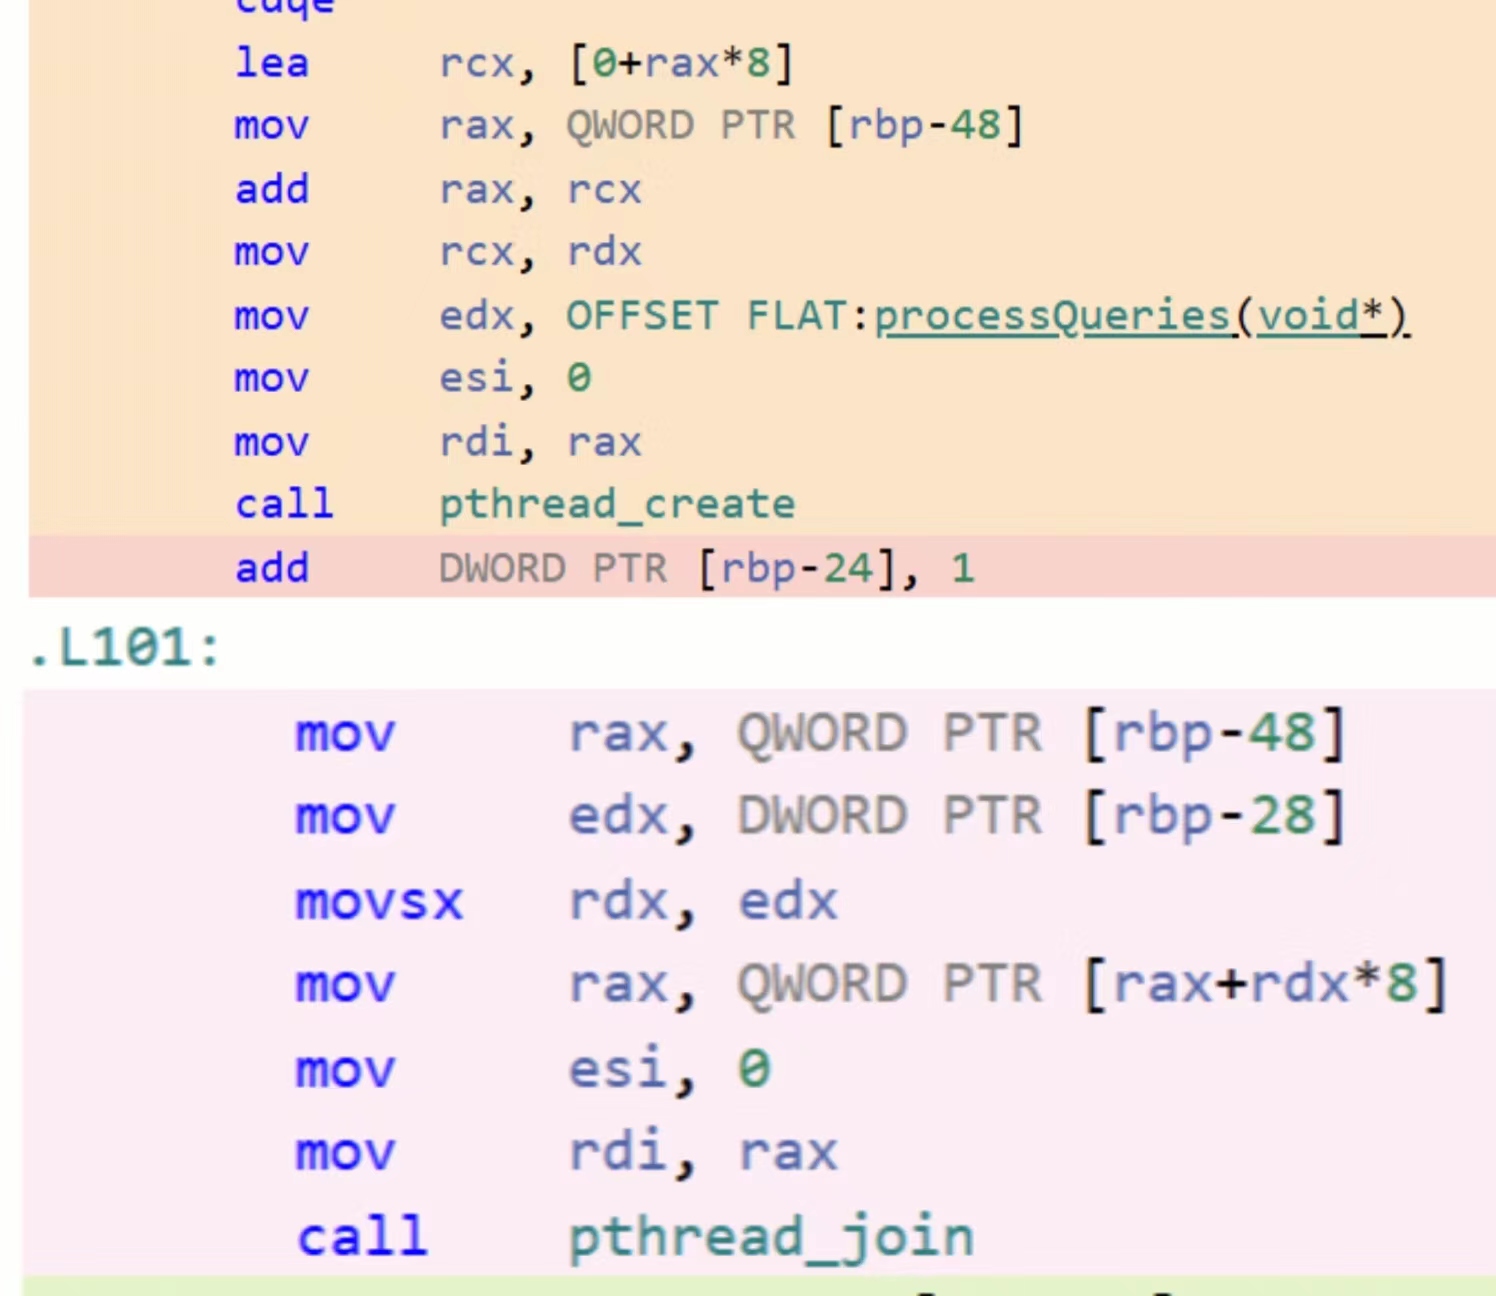 cdqe
lea rcx, [0+rax*8]
mov rax, QWORD PTR [rbp-48]
add rax, rcx
mov rcx, rdx
mov edx, OFFSET FLAT:processQueries(void*)
mov esi, 0
mov rdi, rax
call pthread_create
add DWORD PTR [rbp-24], 1
.L101:
mov rax, QWORD PTR [rbp-48]
mov edx, DWORD PTR [rbp-28]
movsx rdx, edx
mov rax, QWORD PTR [rax+rdx*8]
mov esi, 0
mov rdi, rax
call pthread_join